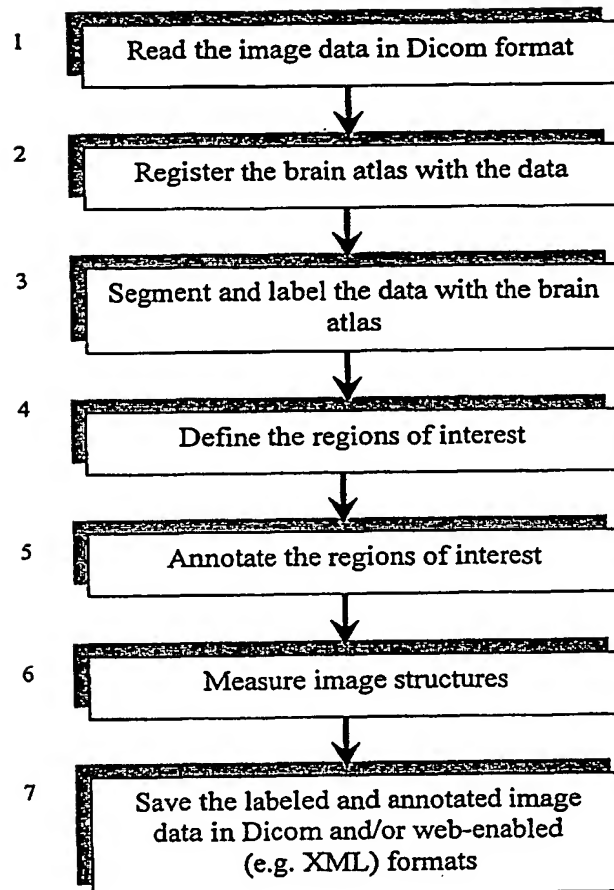 1
Read the image data in Dicom format
2
Register the brain atlas with the data
3
Segment and label the data with the brain
atlas
4
Define the regions of interest
5
Annotate the regions of interest
6
Measure image structures
7
Save the labeled and annotated image
data in Dicom and/or web-enabled
(e.g. XML) formats